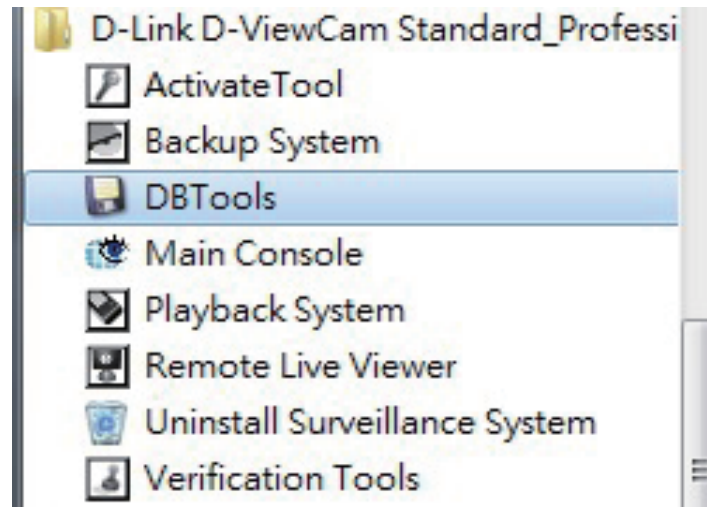 D-Link D-ViewCam Standard_Professi
ActivateTool
Backup System
DBTools
Main Console
Playback System
Remote Live Viewer
Uninstall Surveillance System
Verification Tools